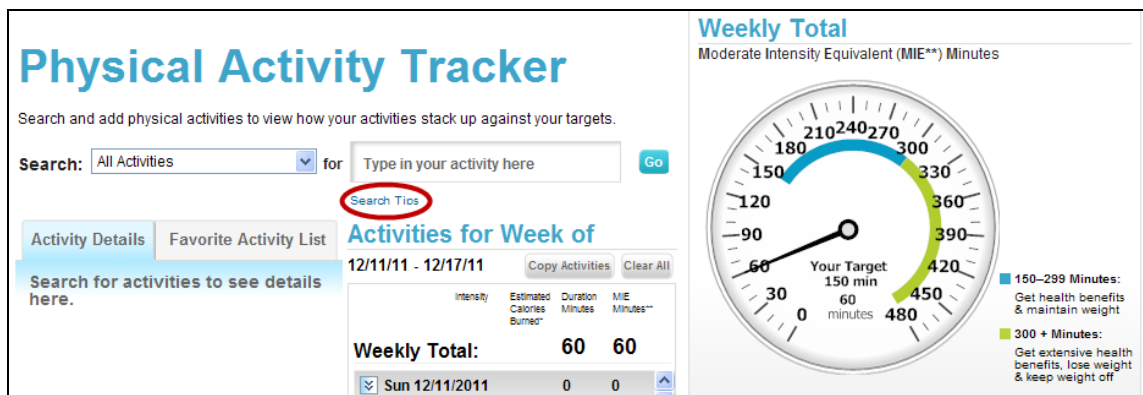 Physical Activity Tracker
Search and add physical activities to view how your activities stack up against your targets.
Search: All Activities for Type in your activity here Go
Search Tips
Activity Details Favorite Activity List
Search for activities to see details
here.
Activities for Week of
12/11/11 - 12/17/11 Copy Activities Clear All
Intensity Estimated Calories Burned* Duration Minutes MIE Minutes**
Weekly Total: 60 60
Sun 12/11/2011 0 0
Weekly Total
Moderate Intensity Equivalent (MIE**) Minutes
0
30
60
90
120
150
180
210
240
270
300
330
360
390
420
450
480
Your Target
150 min
60
minutes
150–299 Minutes:
Get health benefits
& maintain weight
300 + Minutes:
Get extensive health
benefits, lose weight
& keep weight off